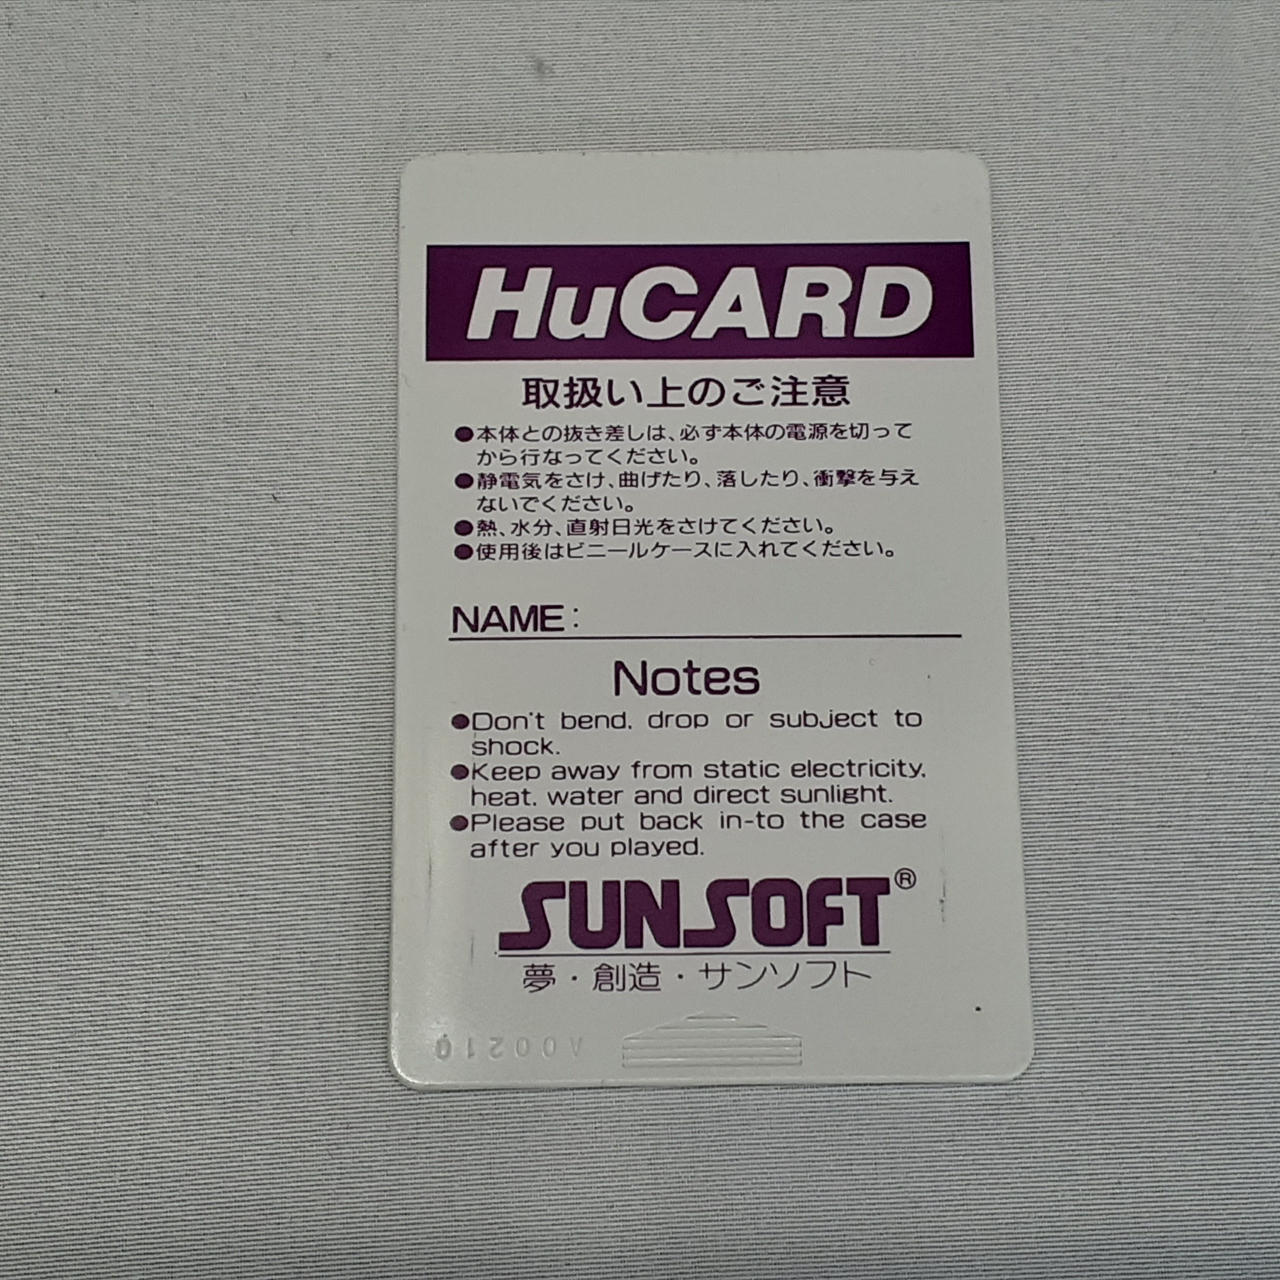 HuCARD
取扱い上のご注意
●本体との抜き差しは、必ず本体の電源を切って
から行なってください。
●静電気をさけ、曲げたり、落したり、衝撃を与え
ないでください。
●熱、水分、直射日光をさけてください。
●使用後はビニールケースに入れてください。
NAME:
Notes
●Don't bend, drop or subject to
shock.
●Keep away from static electricity,
heat, water and direct sunlight.
●Please put back in-to the case
after you played.
SUNSOFT®
夢・創造・サンソフト
A00210